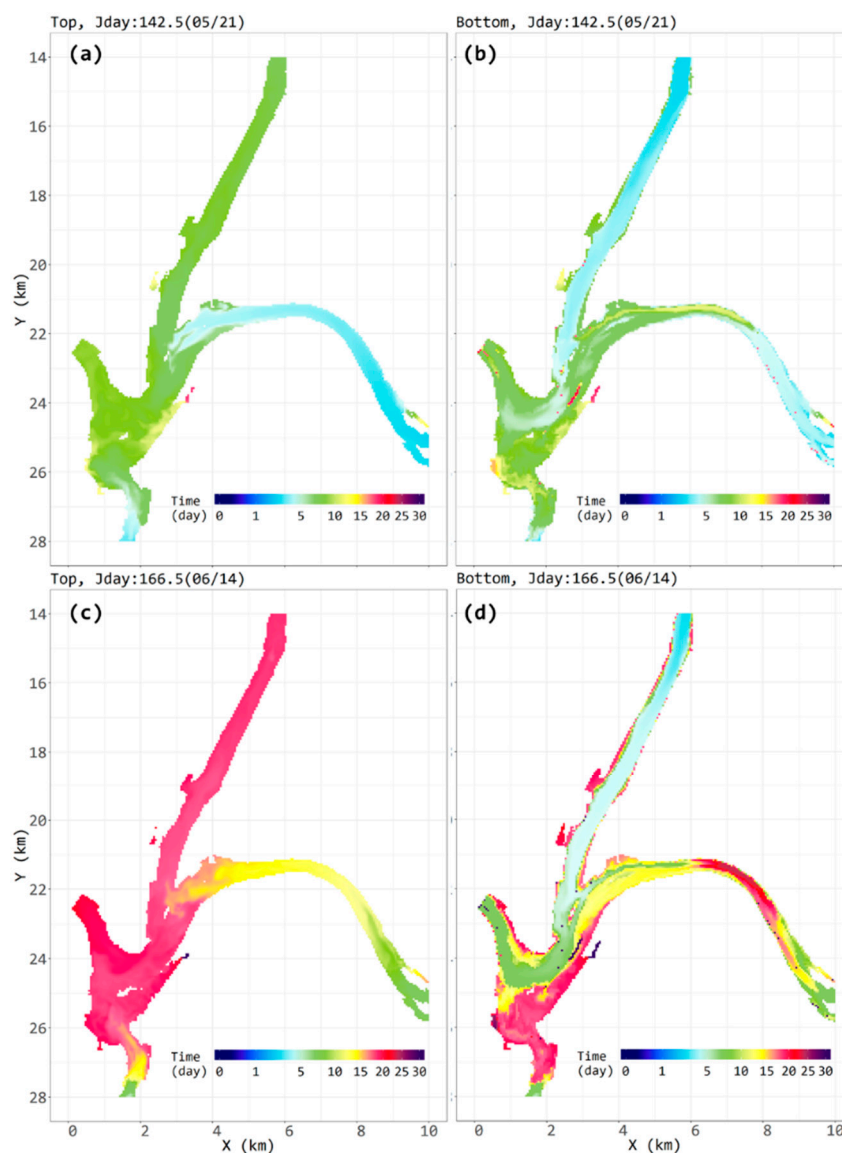 Top, Jday:142.5(05/21)
Bottom, Jday:142.5(05/21)
(a)
(b)
14
16
18
20
22
24
26
28
Y (km)
Time
(day)
0 1 5 10 15 20 25 30
Time
(day)
0 1 5 10 15 20 25 30
Top, Jday:166.5(06/14)
Bottom, Jday:166.5(06/14)
(c)
(d)
14
16
18
20
22
24
26
28
Y (km)
Time
(day)
0 1 5 10 15 20 25 30
Time
(day)
0 1 5 10 15 20 25 30
0 2 4 6 8 10
0 2 4 6 8 10
X (km)
X (km)